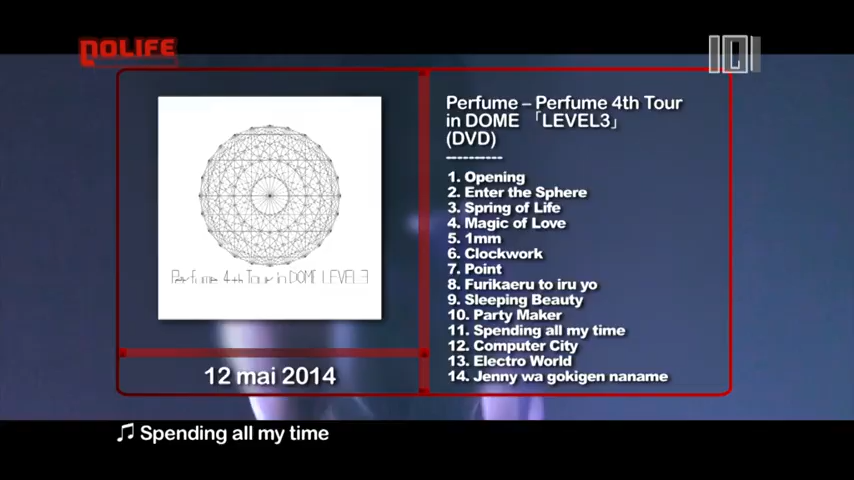 NOLIFE
Perfume – Perfume 4th Tour
in DOME 「LEVEL3」
(DVD)
----------
1. Opening
2. Enter the Sphere
3. Spring of Life
4. Magic of Love
5. 1mm
6. Clockwork
7. Point
8. Furikaeru to iru yo
9. Sleeping Beauty
10. Party Maker
11. Spending all my time
12. Computer City
13. Electro World
14. Jenny wa gokigen naname
Perfume 4th Tour in DOME LEVEL3
12 mai 2014
♫ Spending all my time